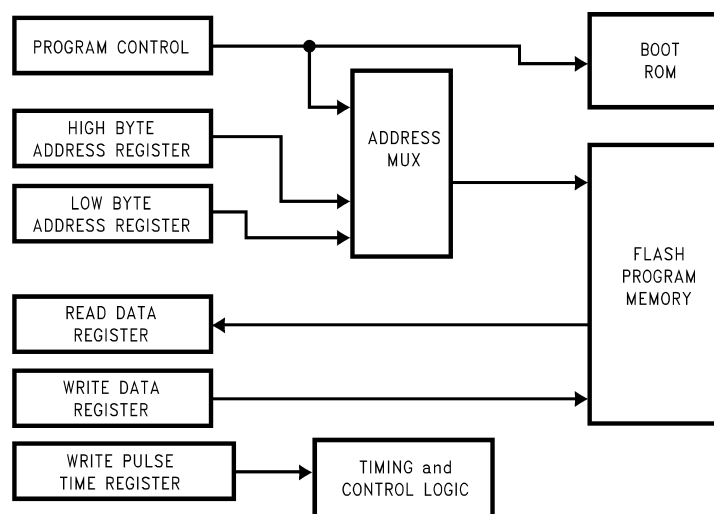 PROGRAM CONTROL
BOOT
ROM
HIGH BYTE
ADDRESS REGISTER
ADDRESS
MUX
LOW BYTE
ADDRESS REGISTER
FLASH
PROGRAM
MEMORY
READ DATA
REGISTER
WRITE DATA
REGISTER
WRITE PULSE
TIME REGISTER
TIMING and
CONTROL LOGIC